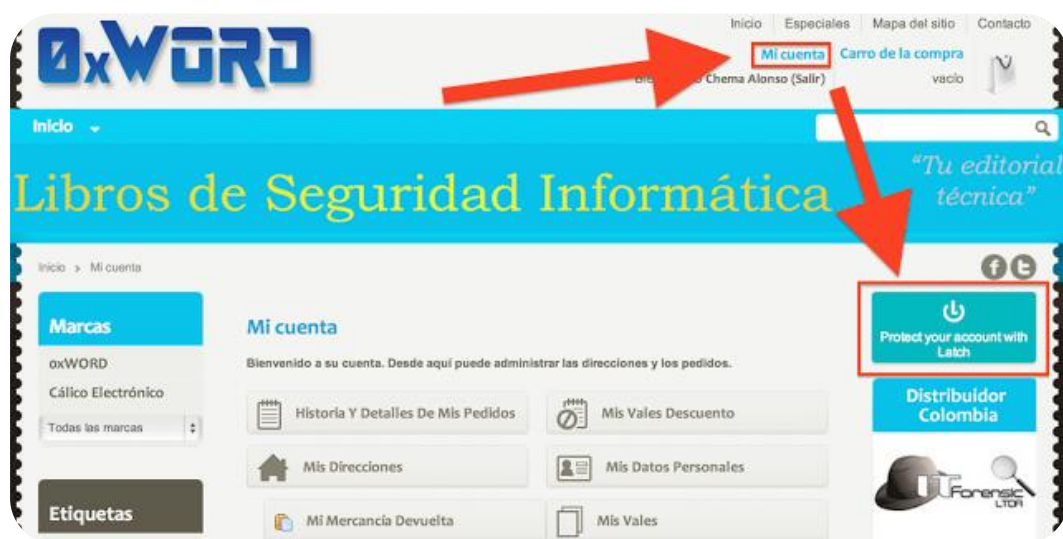 0xWORD
Inicio Especiales Mapa del sitio Contacto
Mi cuenta Carro de la compra
Chema Alonso (Salir) vacío
Inicio
Libros de Seguridad Informática
"Tu editorial
técnica"
Inicio > Mi cuenta
Marcas
0xWORD
Cálico Electrónico
Todas las marcas
Etiquetas
Mi cuenta
Bienvenido a su cuenta. Desde aquí puede administrar las direcciones y los pedidos.
Historia Y Detalles De Mis Pedidos
Mis Vales Descuento
Mis Direcciones
Mis Datos Personales
Mi Mercancía Devuelta
Mis Vales
Protect your account with
Latch
Distribuidor
Colombia
IT Forensic
LTDA